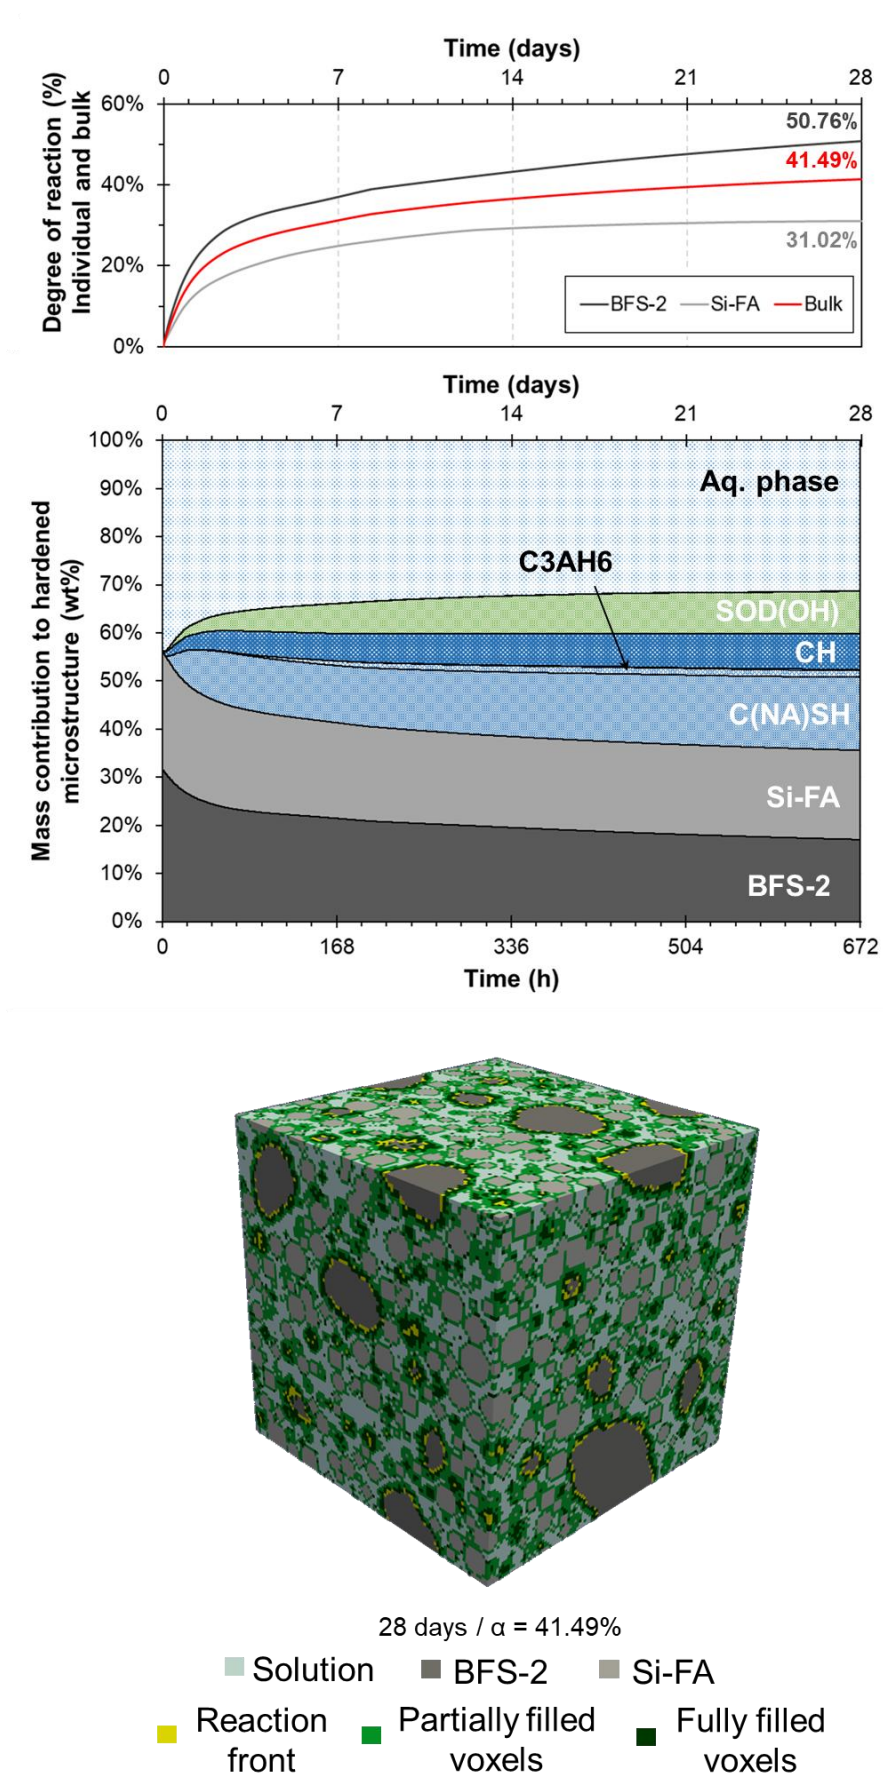 Time (days)
0 7 14 21 28
Degree of reaction (%)
Individual and bulk
60%
40%
20%
0%
50.76%
41.49%
31.02%
BFS-2 Si-FA Bulk
Time (days)
0 7 14 21 28
Mass contribution to hardened
microstructure (wt%)
100%
90%
80%
70%
60%
50%
40%
30%
20%
10%
0%
Aq. phase
C3AH6
SOD(OH)
CH
C(NA)SH
Si-FA
BFS-2
0 168 336 504 672
Time (h)
28 days / α = 41.49%
Solution BFS-2 Si-FA
Reaction front
Partially filled voxels
Fully filled voxels